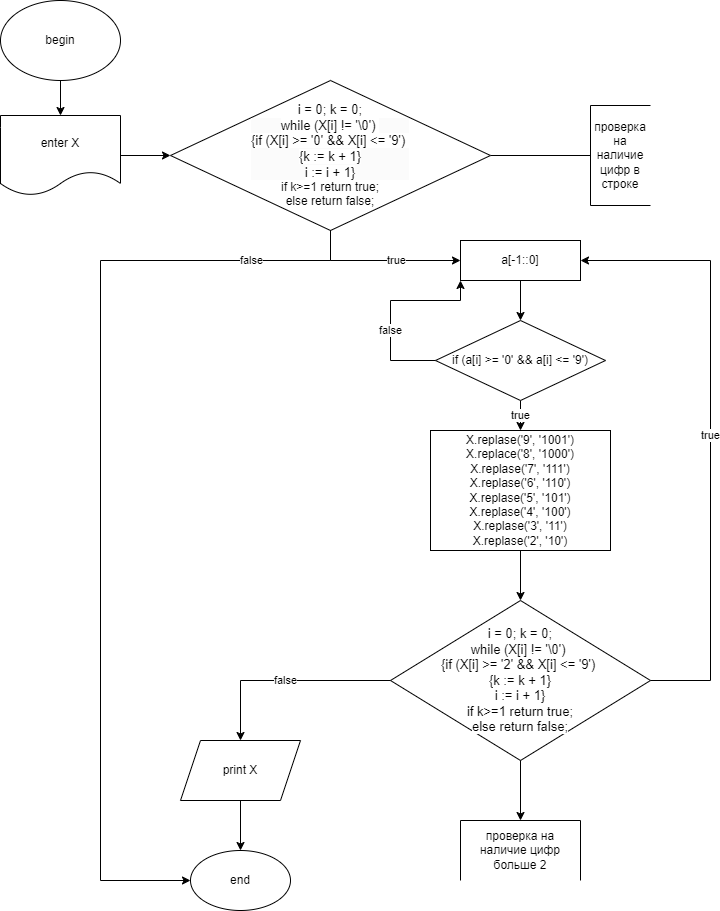 begin
enter X
i = 0; k = 0;
while (X[i] != '\0')
{if (X[i] >= '0' && X[i] <= '9')
{k := k + 1}
i := i + 1}
if k>=1 return true;
else return false;
проверка
на
наличие
цифр в
строке
false
true
a[-1::0]
false
if (a[i] >= '0' && a[i] <= '9')
true
true
X.replase('9', '1001')
X.replace('8', '1000')
X.replase('7', '111')
X.replase('6', '110')
X.replase('5', '101')
X.replase('4', '100')
X.replase('3', '11')
X.replase('2', '10')
i = 0; k = 0;
while (X[i] != '\0')
{if (X[i] >= '2' && X[i] <= '9')
{k := k + 1}
i := i + 1}
if k>=1 return true;
else return false;
false
print X
проверка на
наличие цифр
больше 2
end